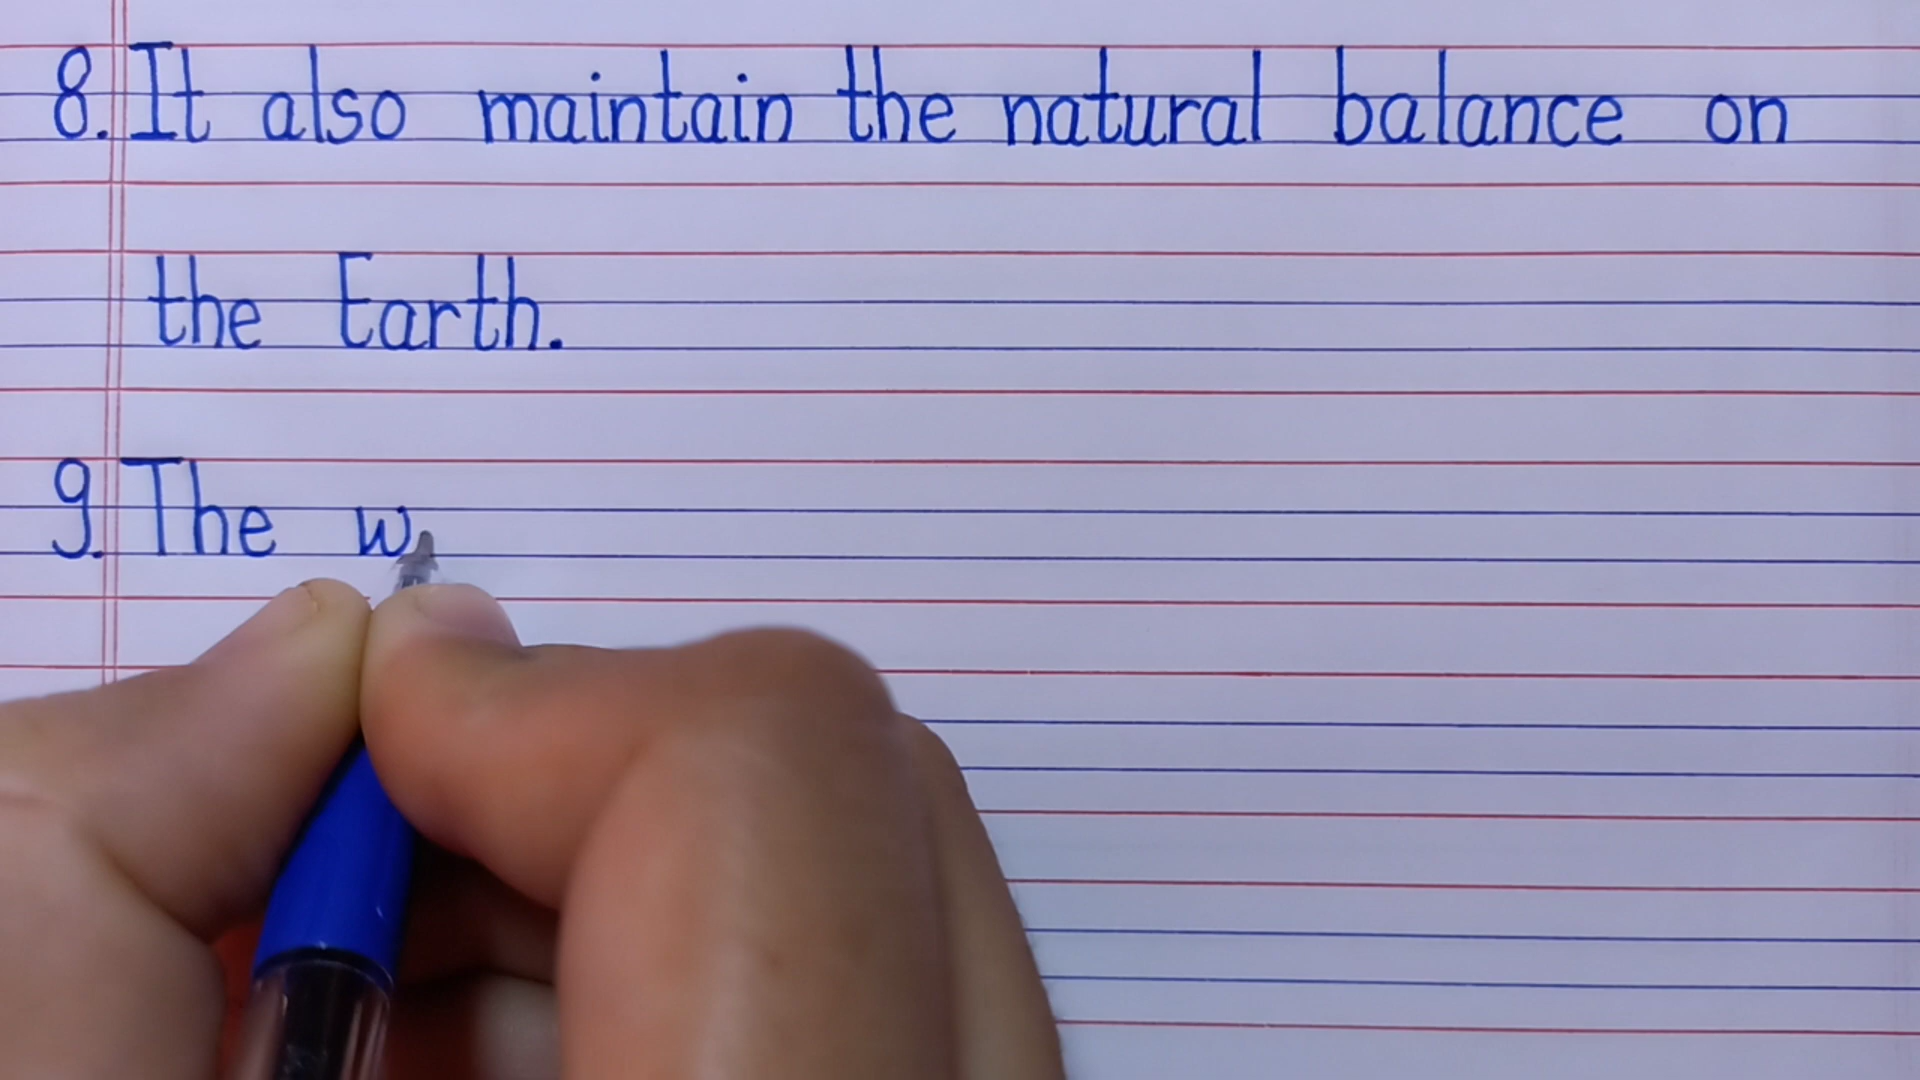 8. It also maintain the natural balance on
the Earth.
9. The w